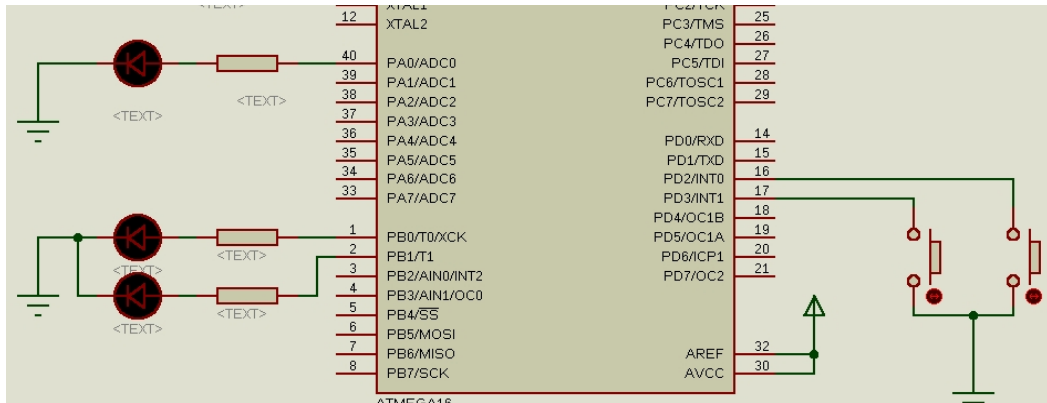 <TEXT>
XTAL1
12 XTAL2
40 PA0/ADC0
39 PA1/ADC1
38 PA2/ADC2
37 PA3/ADC3
36 PA4/ADC4
35 PA5/ADC5
34 PA6/ADC6
33 PA7/ADC7
<TEXT>
<TEXT>
1 PB0/T0/XCK
2 PB1/T1
3 PB2/AIN0/INT2
4 PB3/AIN1/OC0
5 PB4/SS
6 PB5/MOSI
7 PB6/MISO
8 PB7/SCK
<TEXT>
<TEXT>
<TEXT>
<TEXT>
PC2/TCK
PC3/TMS 25
PC4/TDO 26
PC5/TDI 27
PC6/TOSC1 28
PC7/TOSC2 29
PD0/RXD 14
PD1/TXD 15
PD2/INT0 16
PD3/INT1 17
PD4/OC1B 18
PD5/OC1A 19
PD6/ICP1 20
PD7/OC2 21
AREF 32
AVCC 30
ATMEGA16